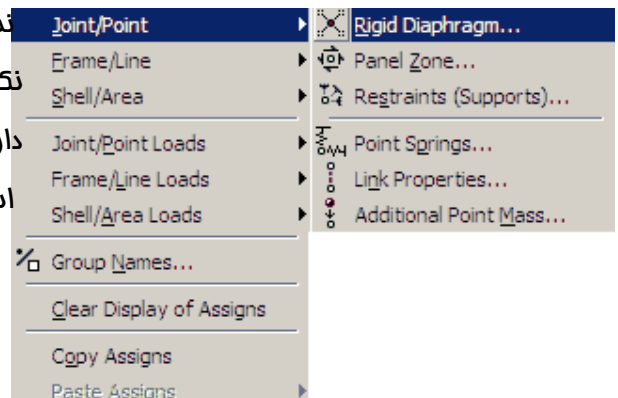 Joint/Point
Frame/Line
Shell/Area
Joint/Point Loads
Frame/Line Loads
Shell/Area Loads
Group Names...
Clear Display of Assigns
Copy Assigns
Paste Assigns
Rigid Diaphragm...
Panel Zone...
Restraints (Supports)...
Point Springs...
Link Properties...
Additional Point Mass...